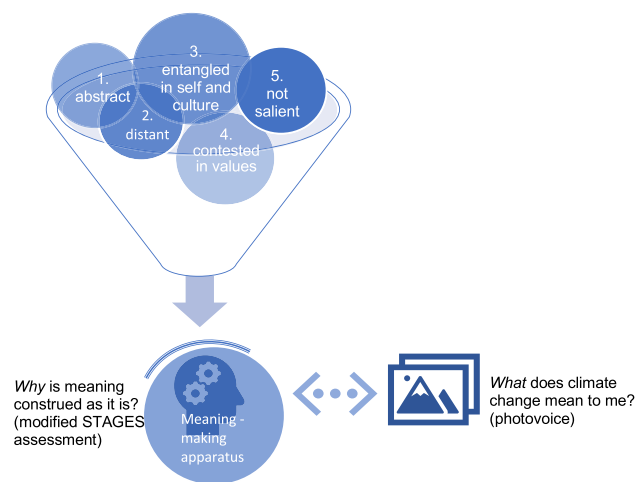 1.
abstract
2.
distant
3.
entangled
in self and
culture
4.
contested
in values
5.
not
salient
Why is meaning
construed as it is?
(modified STAGES
assessment)
Meaning -
making
apparatus
What does climate
change mean to me?
(photovoice)